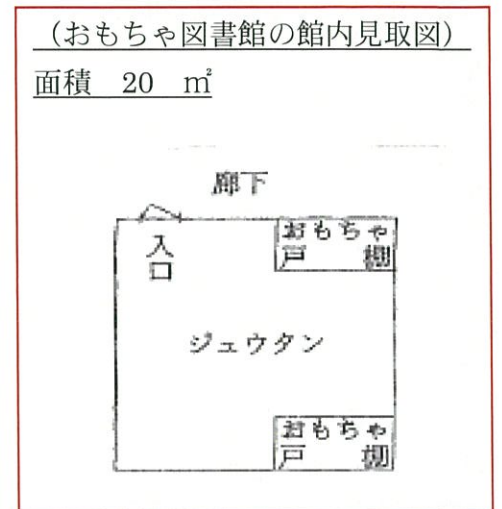 （おもちゃ図書館の館内見取図）
面積　20　㎡
廊下
入口
おもちゃ
戸　棚
ジュウタン
おもちゃ
戸　棚